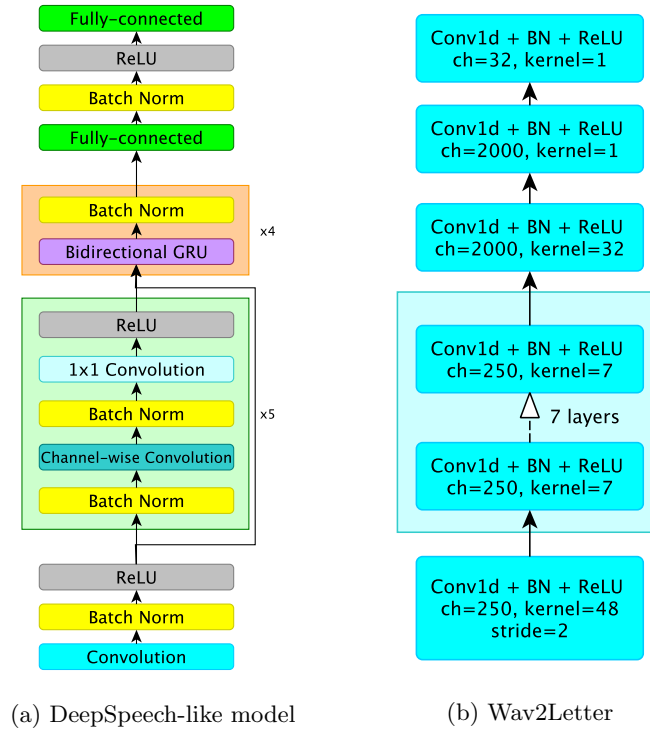 Fully-connected
ReLU
Batch Norm
Fully-connected
Batch Norm
Bidirectional GRU
x4
ReLU
1x1 Convolution
Batch Norm
Channel-wise Convolution
Batch Norm
x5
ReLU
Batch Norm
Convolution
(a) DeepSpeech-like model
Conv1d + BN + ReLU
ch=32, kernel=1
Conv1d + BN + ReLU
ch=2000, kernel=1
Conv1d + BN + ReLU
ch=2000, kernel=32
Conv1d + BN + ReLU
ch=250, kernel=7
7 layers
Conv1d + BN + ReLU
ch=250, kernel=7
Conv1d + BN + ReLU
ch=250, kernel=48
stride=2
(b) Wav2Letter